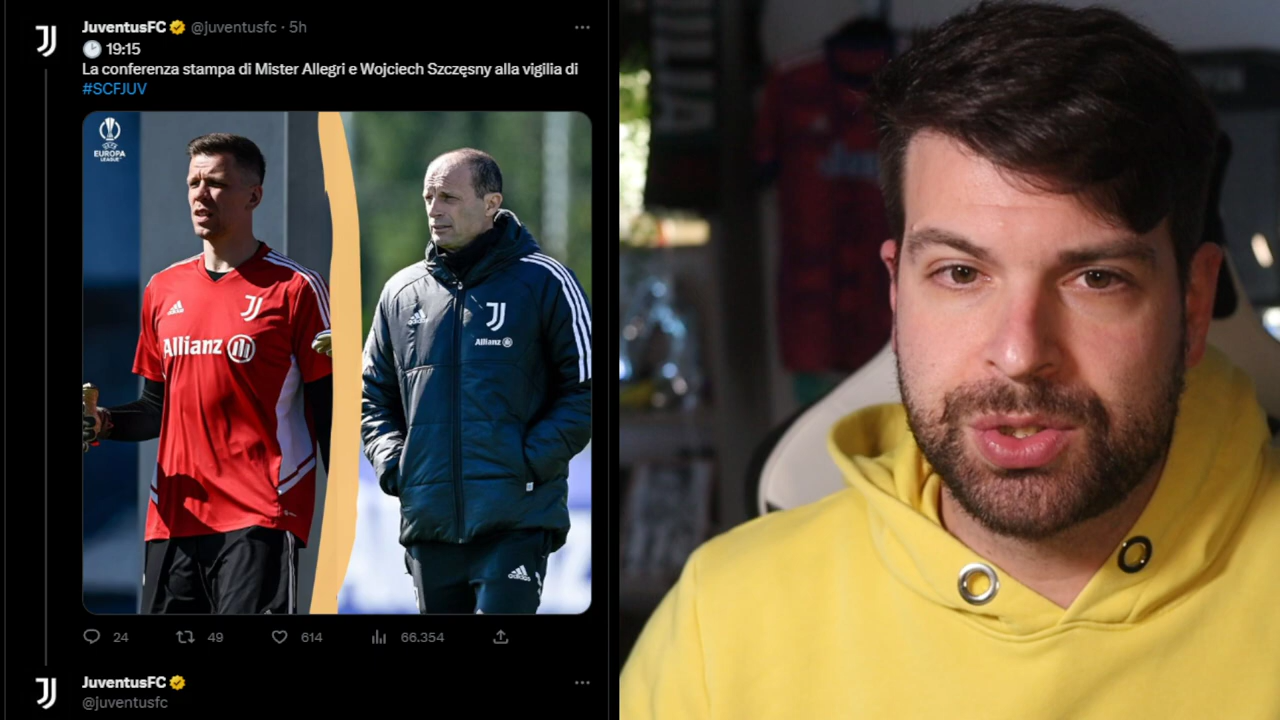 JuventusFC @juventusfc · 5h
19:15
La conferenza stampa di Mister Allegri e Wojciech Szczęsny alla vigilia di
#SCFJUV
EUROPA
LEAGUE
Allianz
Allianz
24 49 614 66.354
JuventusFC
@juventusfc